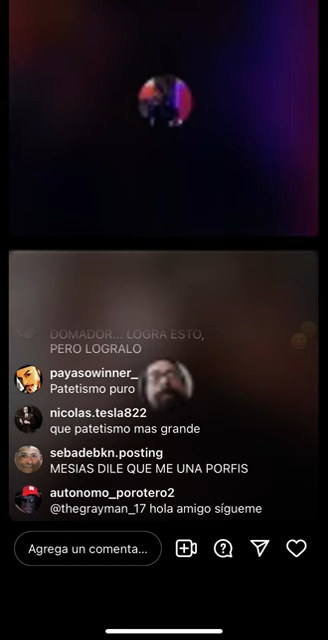 DOMADOR... LOGRA ESTO,
PERO LOGRALO
payasowinner_
Patetismo puro
nicolas.tesla822
que patetismo mas grande
sebadebkn.posting
MESIAS DILE QUE ME UNA PORFIS
autonomo_porotero2
@thegrayman_17 hola amigo sígueme
Agrega un comenta...